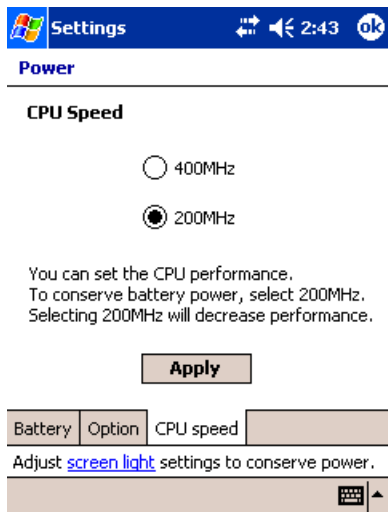 Settings 2:43 ok
Power
CPU Speed
400MHz
200MHz
You can set the CPU performance.
To conserve battery power, select 200MHz.
Selecting 200MHz will decrease performance.
Apply
Battery Option CPU speed
Adjust screen light settings to conserve power.